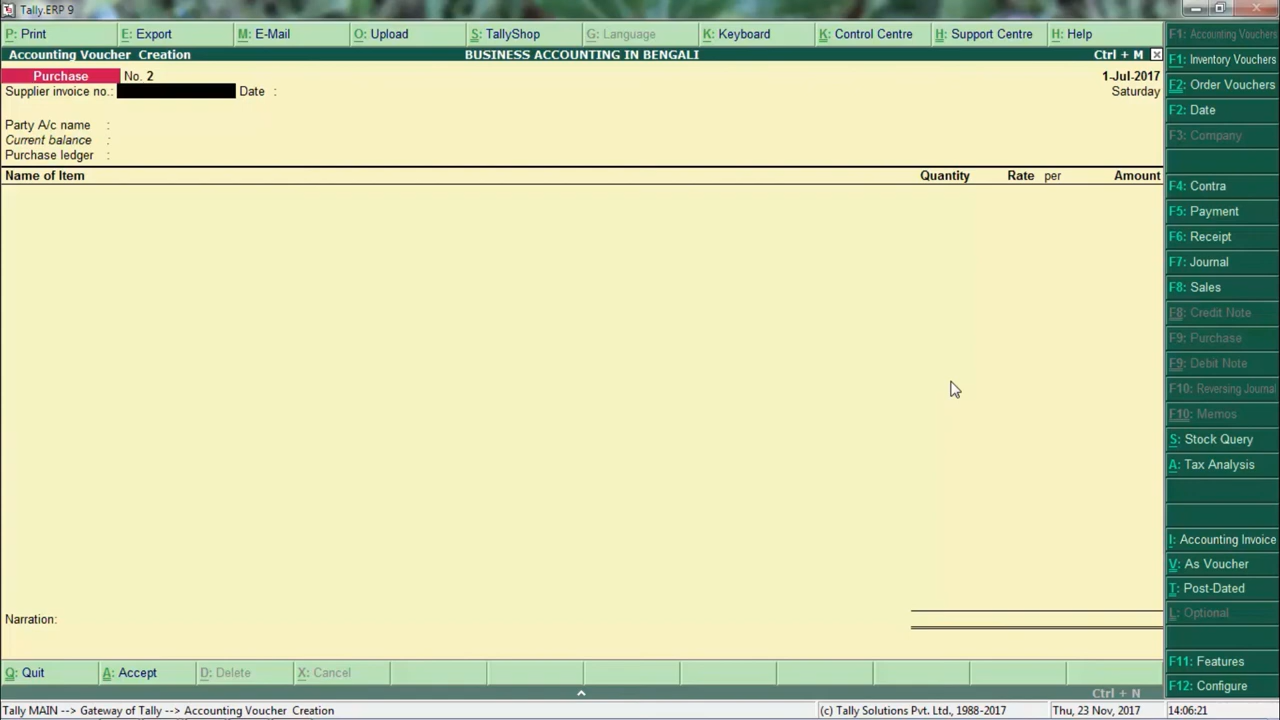 Tally.ERP 9
P: Print E: Export M: E-Mail O: Upload S: TallyShop G: Language K: Keyboard K: Control Centre H: Support Centre H: Help
F1: Accounting Vouchers
Accounting Voucher Creation BUSINESS ACCOUNTING IN BENGALI Ctrl + M
F1: Inventory Vouchers
Purchase No. 2 1-Jul-2017
F2: Order Vouchers
Supplier invoice no.: Date : Saturday
F2: Date
Party A/c name :
F3: Company
Current balance :
Purchase ledger :
Name of Item Quantity Rate per Amount
F4: Contra
F5: Payment
F6: Receipt
F7: Journal
F8: Sales
F8: Credit Note
F9: Purchase
F9: Debit Note
F10: Reversing Journal
F10: Memos
S: Stock Query
A: Tax Analysis
I: Accounting Invoice
V: As Voucher
T: Post-Dated
L: Optional
Narration:
F11: Features
Q: Quit A: Accept D: Delete X: Cancel
F12: Configure
Ctrl + N
Tally MAIN --> Gateway of Tally --> Accounting Voucher Creation (c) Tally Solutions Pvt. Ltd., 1988-2017 Thu, 23 Nov, 2017 14:06:21